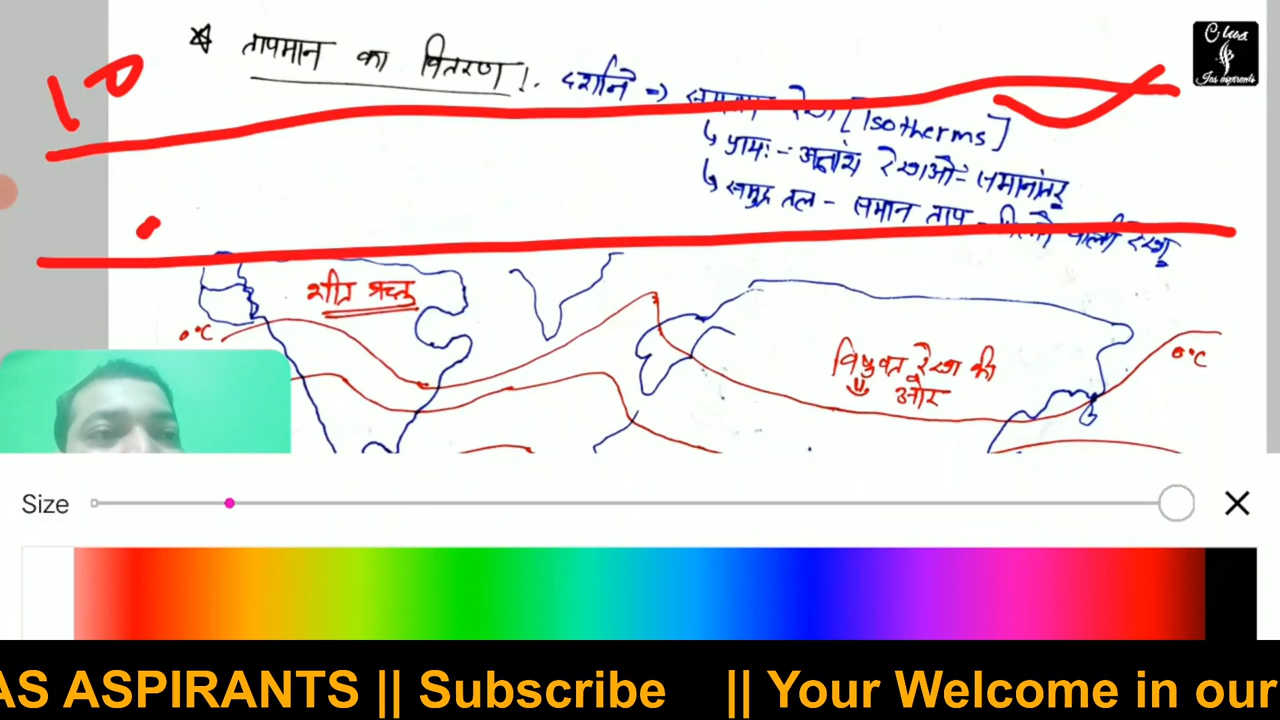 तापमान का वितरण !. दर्शाने => समताप रेखा [Isotherms]
10
↳ प्रायः - अक्षांश रेखाओं = समानांतर
↳ समुद्र तल - समान ताप - मिलाने वाली रेखा
शीत ऋतु
0°C
विषुवत रेखा की
ओर
0°C
Size
AS ASPIRANTS || Subscribe || Your Welcome in our
Ias aspirants